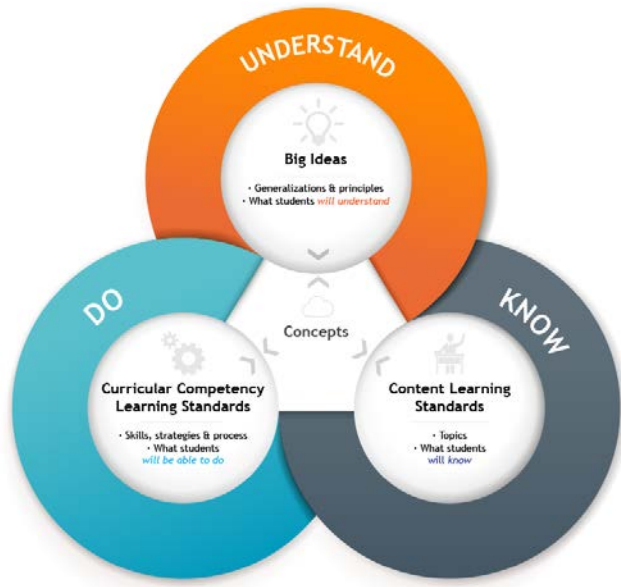 UNDERSTAND
Big Ideas
· Generalizations & principles
· What students will understand
Concepts
DO
Curricular Competency
Learning Standards
· Skills, strategies & process
· What students
will be able to do
KNOW
Content Learning
Standards
· Topics
· What students
will know